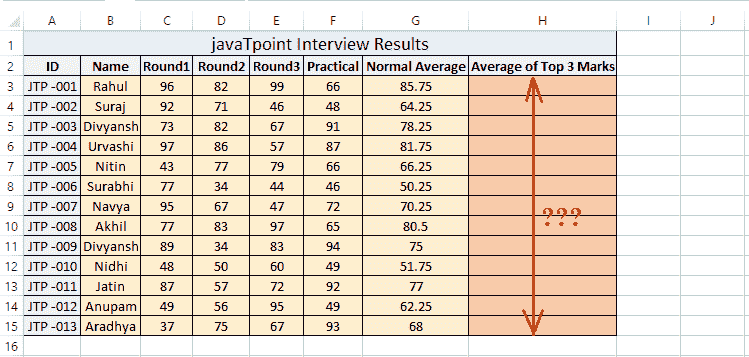 A B C D E F G H I J
1 javaTpoint Interview Results
2 ID Name Round1 Round2 Round3 Practical Normal Average Average of Top 3 Marks
3 JTP -001 Rahul 96 82 99 66 85.75
4 JTP -002 Suraj 92 71 46 48 64.25
5 JTP -003 Divyansh 73 82 67 91 78.25
6 JTP -004 Urvashi 97 86 57 87 81.75
7 JTP -005 Nitin 43 77 79 66 66.25
8 JTP -006 Surabhi 77 34 44 46 50.25
9 JTP -007 Navya 95 67 47 72 70.25
10 JTP -008 Akhil 77 83 97 65 80.5
???
11 JTP -009 Divyansh 89 34 83 94 75
12 JTP -010 Nidhi 48 50 60 49 51.75
13 JTP -011 Jatin 87 57 72 92 77
14 JTP -012 Anupam 49 56 95 49 62.25
15 JTP -013 Aradhya 37 75 67 93 68
16